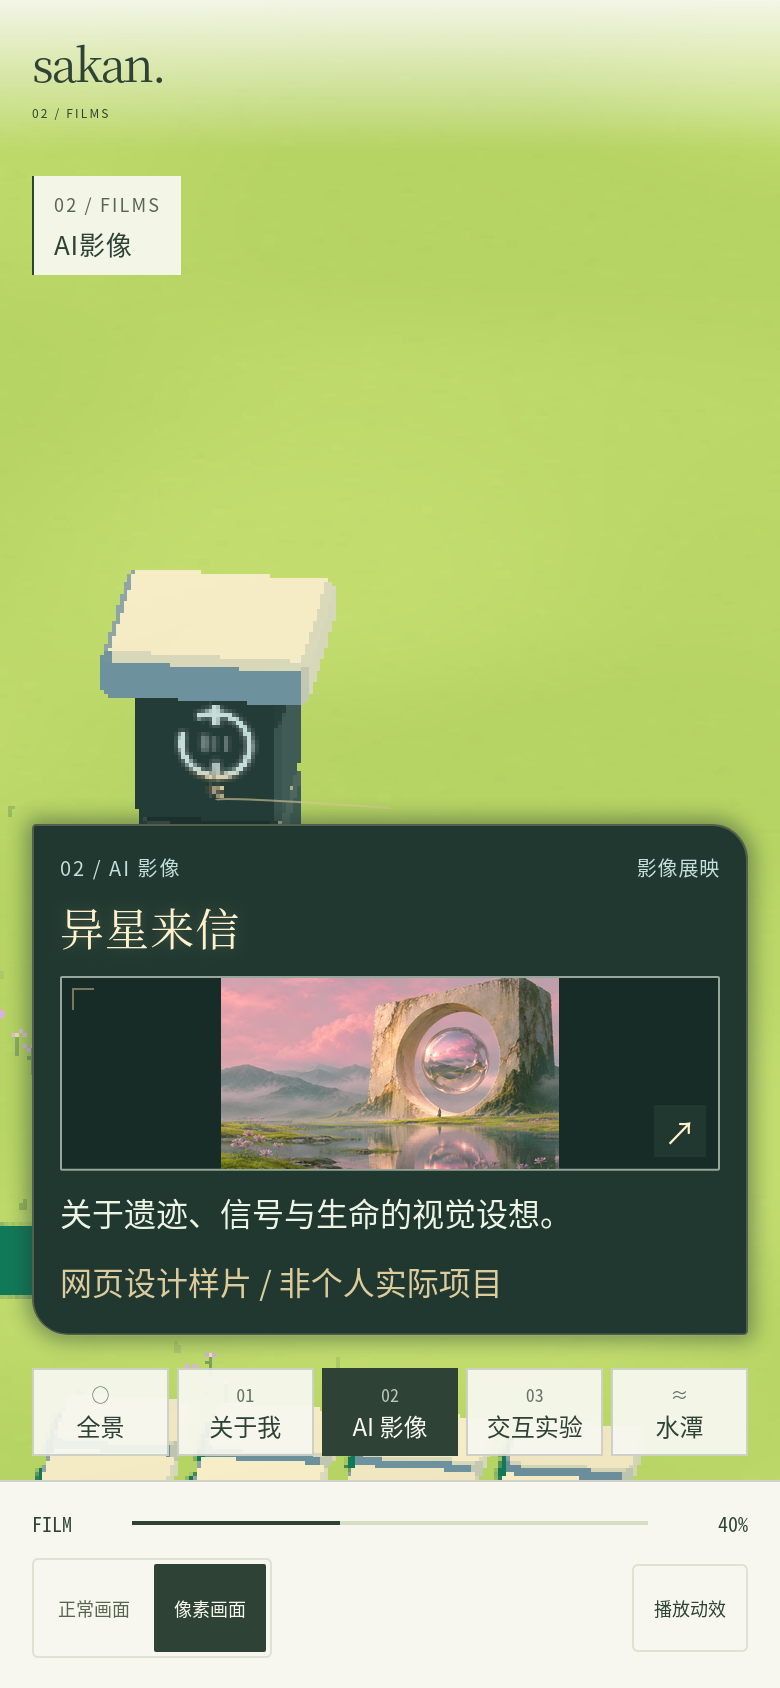 sakan.
02 / FILMS
02 / FILMS
AI影像
02 / AI 影像
影像展映
异星来信
关于遗迹、信号与生命的视觉设想。
网页设计样片 / 非个人实际项目
全景
01
关于我
02
AI 影像
03
交互实验
≈
水潭
FILM
40%
正常画面
像素画面
播放动效